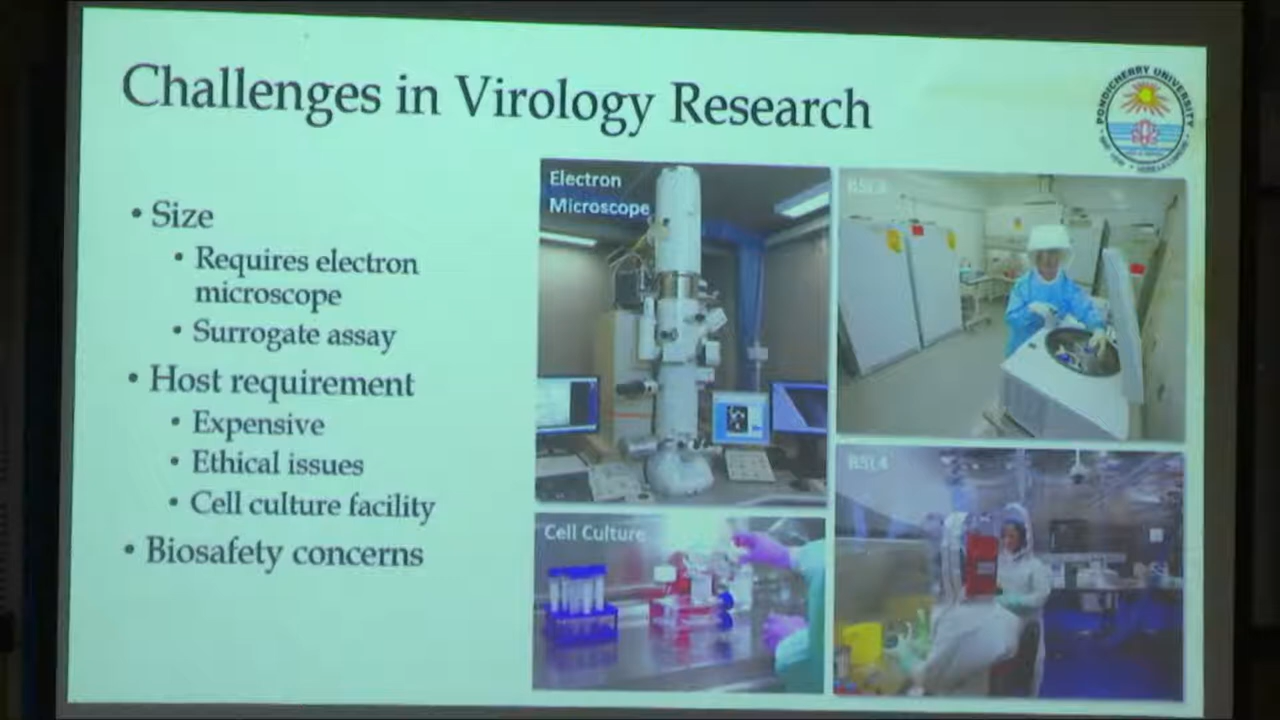 Challenges in Virology Research
PONDICHERRY UNIVERSITY
• Size
• Requires electron
microscope
• Surrogate assay
• Host requirement
• Expensive
• Ethical issues
• Cell culture facility
• Biosafety concerns
Electron
Microscope
Cell Culture
BSL4